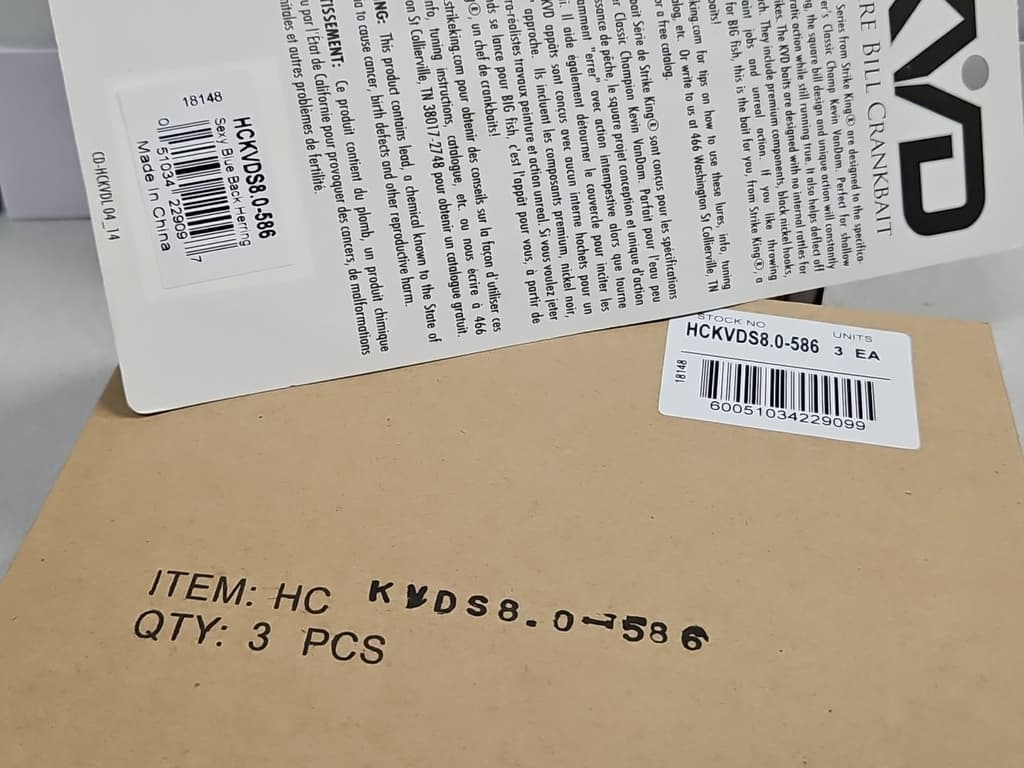 KVD
RE BILL CRANKBAIT
Series from Strike King® are designed to the specifica-
er's Classic Champ Kevin VanDam. Perfect for shallow
the square bill design and unique action will constantly
ratic action while still running true. It also helps deflect off
ikes. The KVD baits are designed with no internal rattles for
ch. They include premium components, black nickel hooks,
aint jobs and unreal action. If you like throwing
for BIG fish, this is the bait for you, from Strike King®, a
baits!
king.com for tips on how to use these lures, info, tuning
alog, etc. Or write to us at 466 Washington St Collierville, TN
or a free catalog.
bait Série de Strike King® sont conçus pour les spécifications
r Classic Champion Kevin VanDam. Parfait pour l'eau peu
ssance de pêche, le square projet conception et unique d'action
amment "errer" avec action intempestive alors que tourne
i. Il aide également détourner le couvercle pour inciter les
KVD appâts sont conçus avec aucun interne hochets pour un
approche. Ils incluent les composants premium, nickel noir,
ra-réalistes travaux peinture et action unreal. Si vous voulez jeter
ds se lance pour BIG fish, c'est l'appât pour vous, à partir de
g®, un chef de crankbaits!
.strikeking.com pour obtenir des conseils sur la façon d'utiliser ces
nfo, tuning instructions, catalogue, etc. ou nous écrire à 466
on St Collierville, TN 38017-2748 pour obtenir un catalogue gratuit.
NG: This product contains lead, a chemical known to the State of
ia to cause cancer, birth defects and other reproductive harm.
TISSEMENT: Ce produit contient du plomb, un produit chimique
u par l'État de Californie pour provoquer des cancers, de malformations
nitales et autres problèmes de fertilité.
HCKVDS8.0-586
Sexy Blue Back Herring
18148
0 51034 22909 7
Made In China
CD-HCKVDL04_14
STOCK NO
UNITS
HCKVDS8.0-586 3 EA
18148
60051034229099
ITEM: HC KVDS8.0-586
QTY: 3 PCS